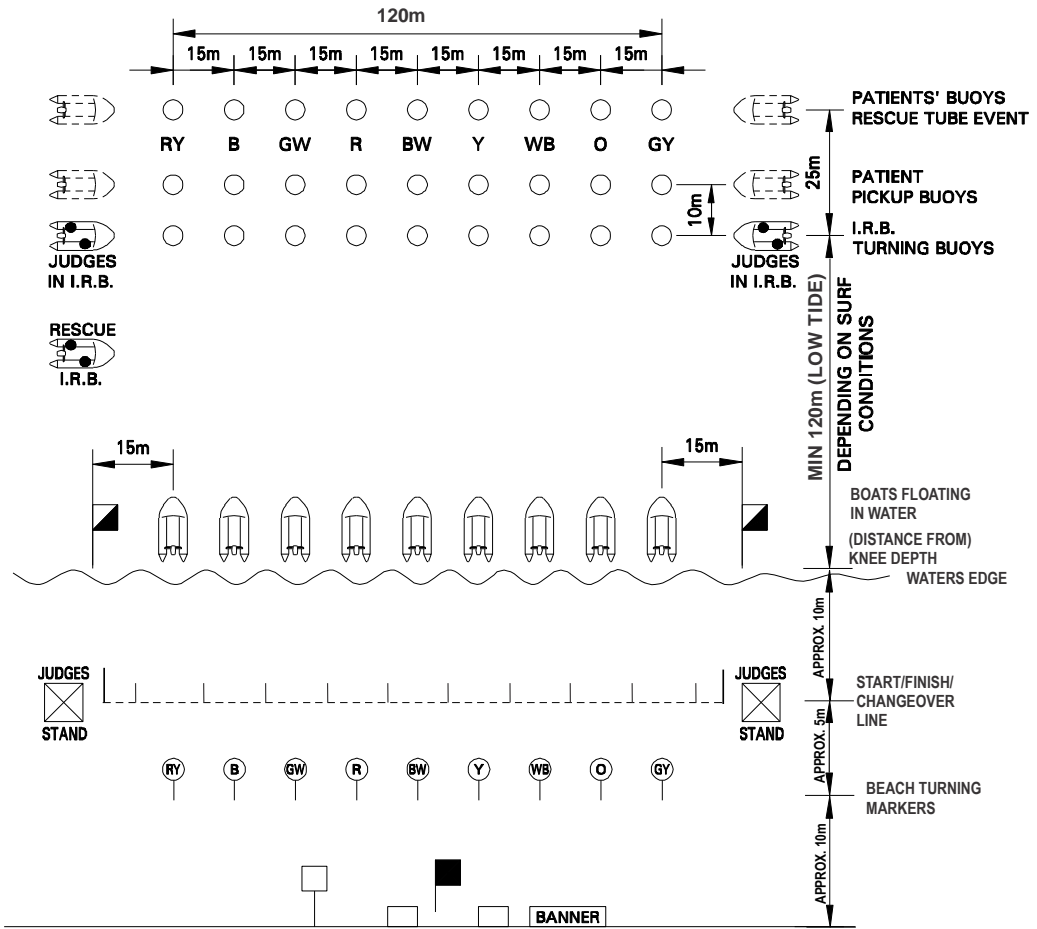 120m
15m 15m 15m 15m 15m 15m 15m 15m
PATIENTS' BUOYS
RESCUE TUBE EVENT
RY B GW R BW Y WB O GY
25m
PATIENT
PICKUP BUOYS
10m
I.R.B.
TURNING BUOYS
JUDGES
IN I.R.B.
JUDGES
IN I.R.B.
RESCUE
I.R.B.
MIN 120m (LOW TIDE)
DEPENDING ON SURF
CONDITIONS
15m
15m
BOATS FLOATING
IN WATER
(DISTANCE FROM)
KNEE DEPTH
WATERS EDGE
APPROX. 10m
JUDGES
STAND
JUDGES
STAND
START/FINISH/
CHANGEOVER
LINE
APPROX. 5m
RY B GW R BW Y WB O GY
BEACH TURNING
MARKERS
APPROX. 10m
BANNER